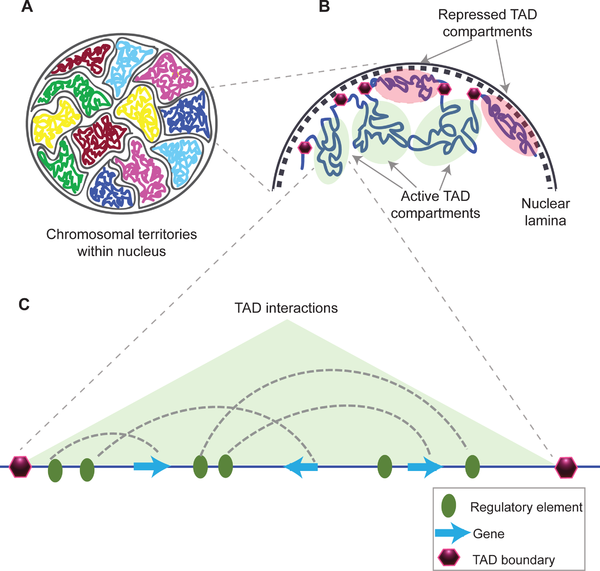 A
B
Repressed TAD
compartments
Active TAD
compartments
Nuclear
lamina
Chromosomal territories
within nucleus
C
TAD interactions
Regulatory element
Gene
TAD boundary